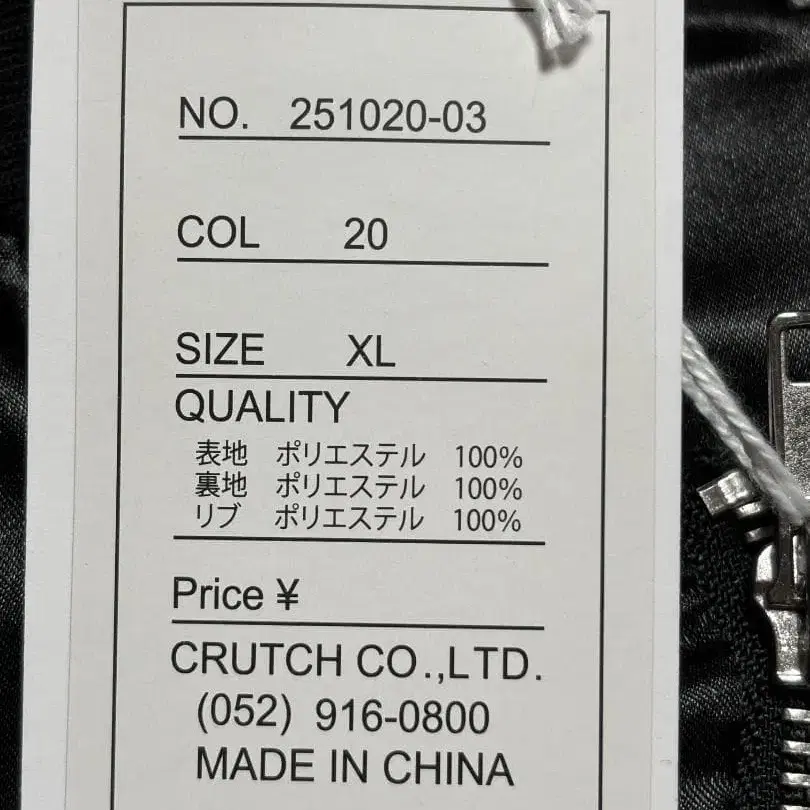 NO. 251020-03
COL 20
SIZE XL
QUALITY
表地 ポリエステル 100%
裏地 ポリエステル 100%
リブ ポリエステル 100%
Price ¥
CRUTCH CO.,LTD.
(052) 916-0800
MADE IN CHINA